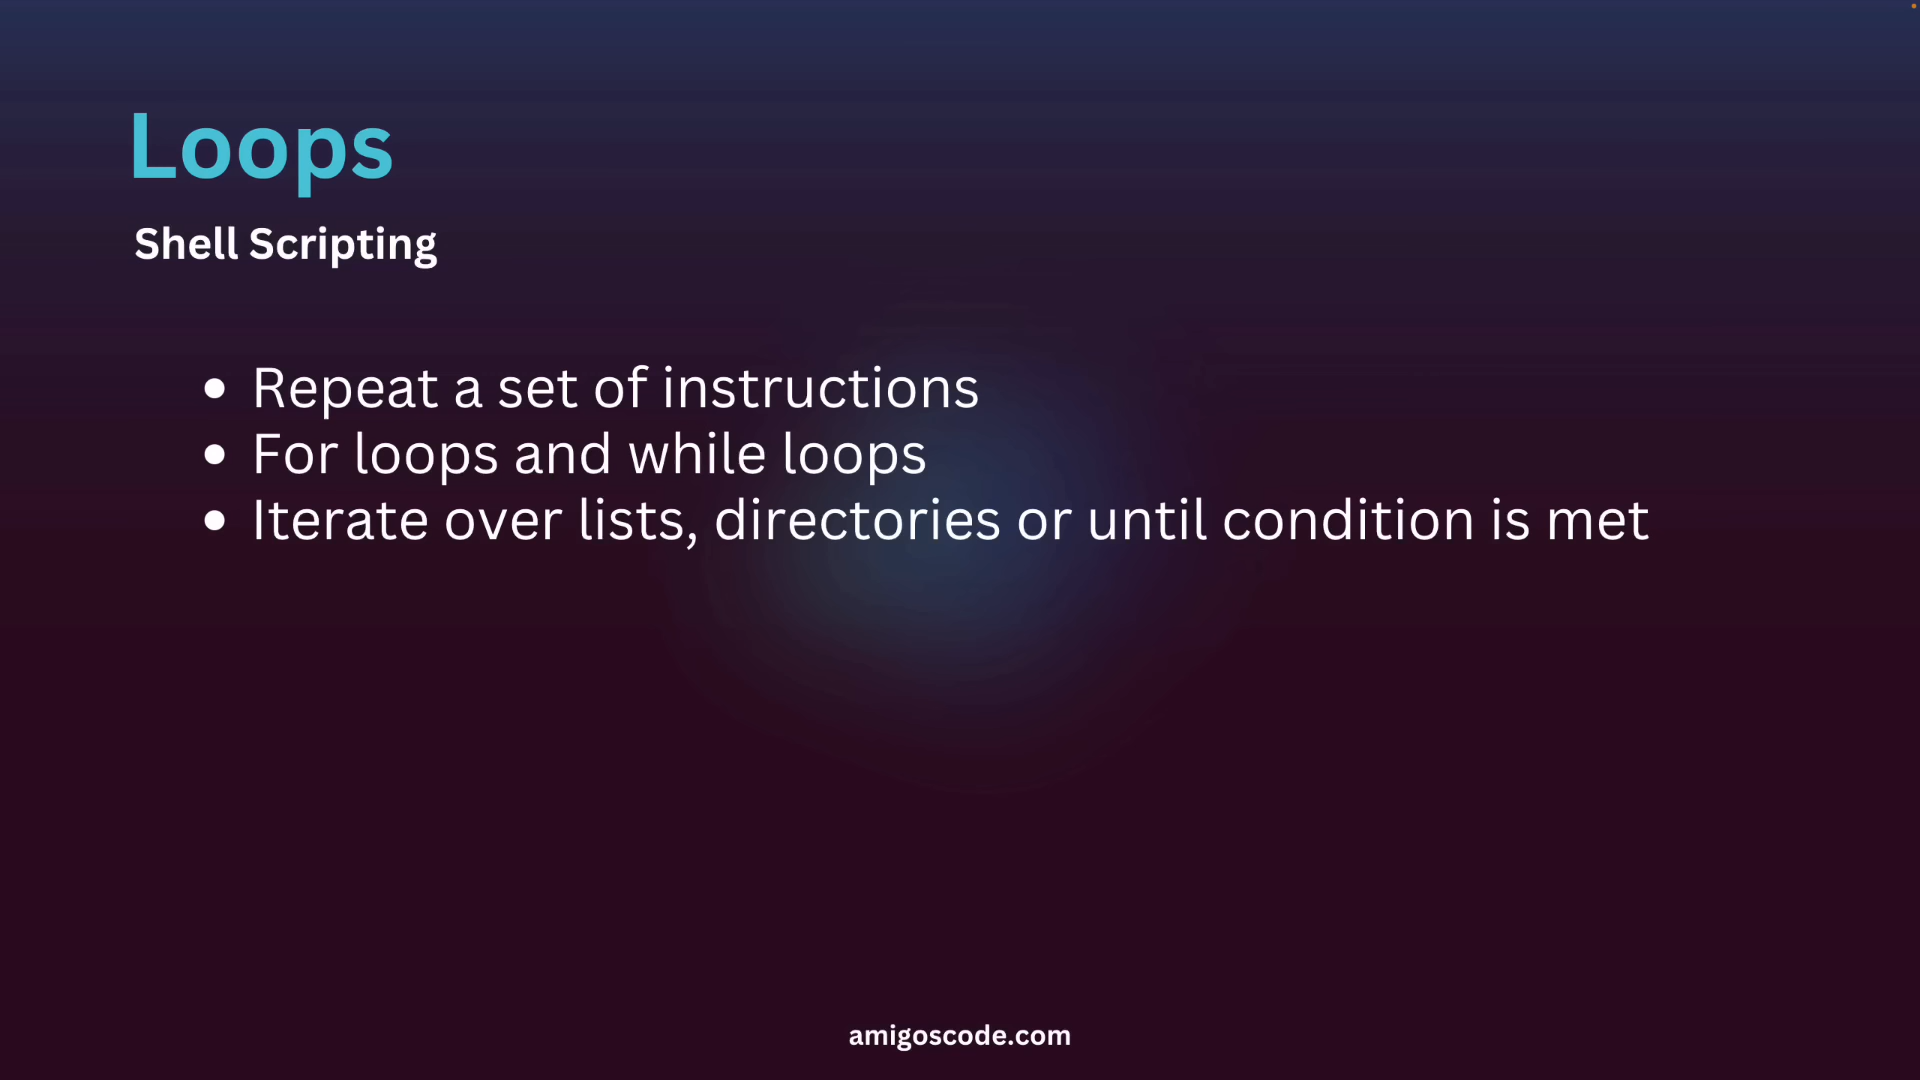 Loops
Shell Scripting
• Repeat a set of instructions
• For loops and while loops
• Iterate over lists, directories or until condition is met
amigoscode.com